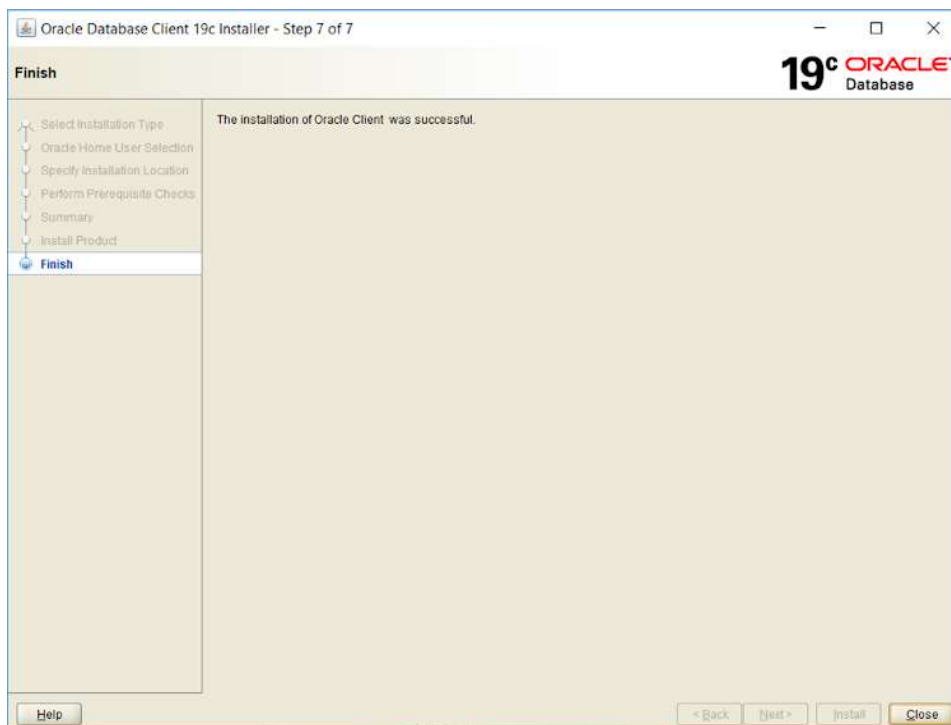 Oracle Database Client 19c Installer - Step 7 of 7
Finish
19c ORACLE
Database
Select Installation Type
Oracle Home User Selection
Specify Installation Location
Perform Prerequisite Checks
Summary
Install Product
Finish
The installation of Oracle Client was successful.
Help
< Back
Next >
Install
Close